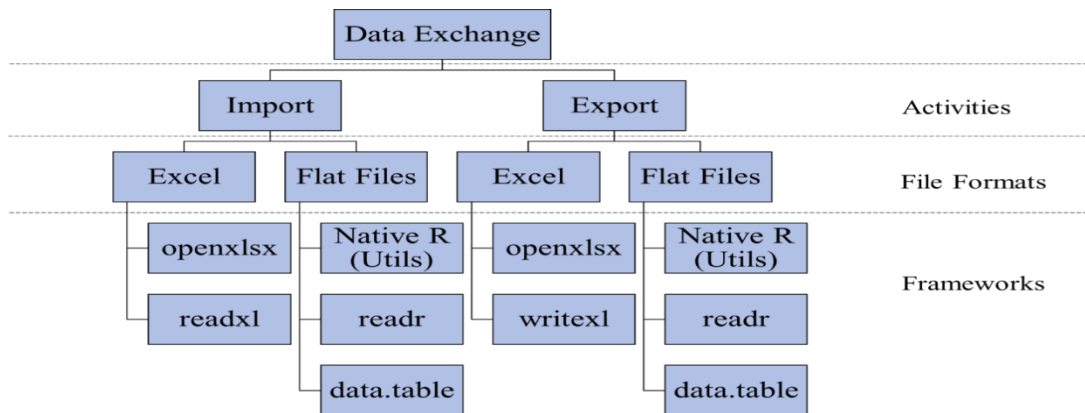 Data Exchange
Import
Export
Activities
Excel
Flat Files
Excel
Flat Files
File Formats
openxlsx
Native R
(Utils)
openxlsx
Native R
(Utils)
Frameworks
readxl
readr
writexl
readr
data.table
data.table